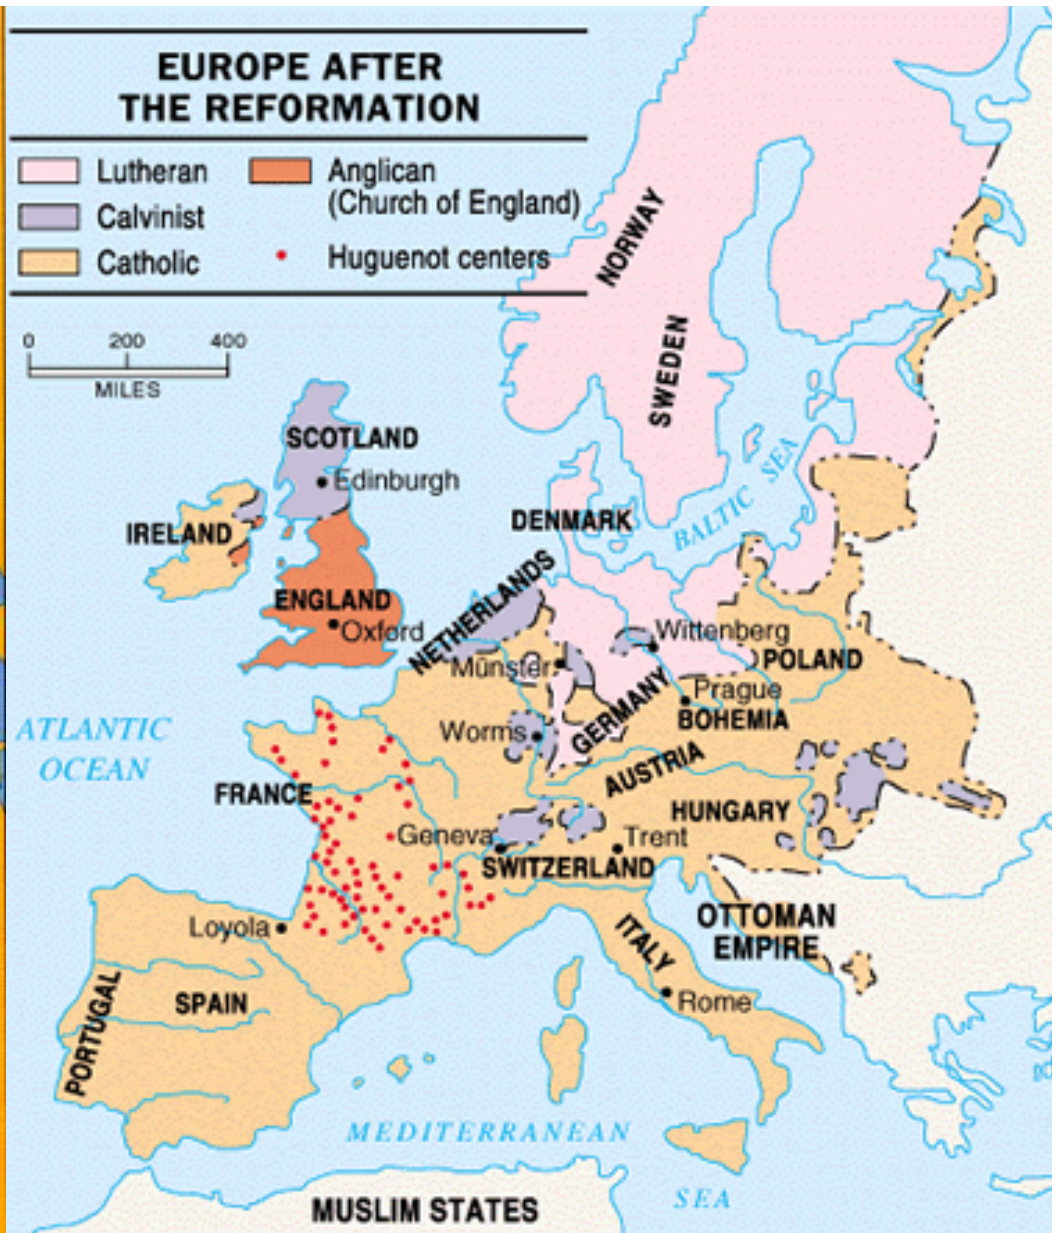 EUROPE AFTER
THE REFORMATION
Lutheran
Calvinist
Catholic
Anglican
(Church of England)
Huguenot centers
0 200 400
MILES
NORWAY
SWEDEN
SCOTLAND
Edinburgh
IRELAND
DENMARK
BALTIC SEA
ENGLAND
Oxford
NETHERLANDS
Wittenberg
Münster
POLAND
GERMANY
Prague
BOHEMIA
ATLANTIC
OCEAN
Worms
AUSTRIA
FRANCE
HUNGARY
Geneva
Trent
SWITZERLAND
Loyola
OTTOMAN
EMPIRE
ITALY
PORTUGAL
SPAIN
Rome
MEDITERRANEAN
SEA
MUSLIM STATES